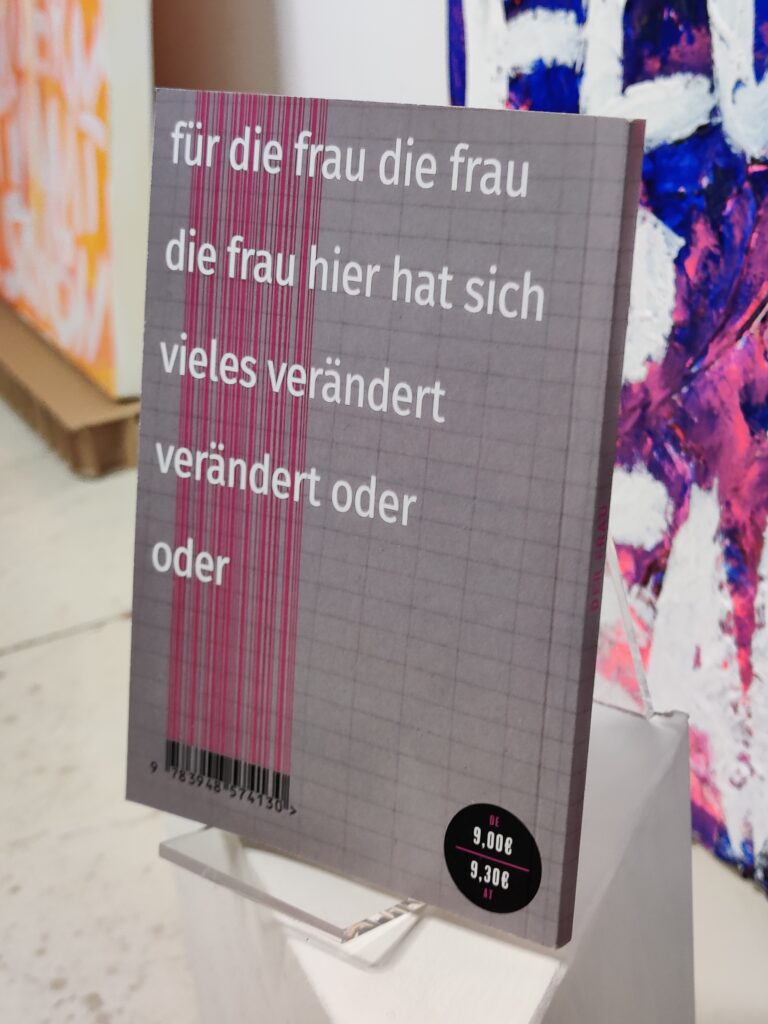 für die frau die frau
die frau hier hat sich
vieles verändert
verändert oder
oder
9 783948 574130 >
DE
9,00€
9,30€
AT